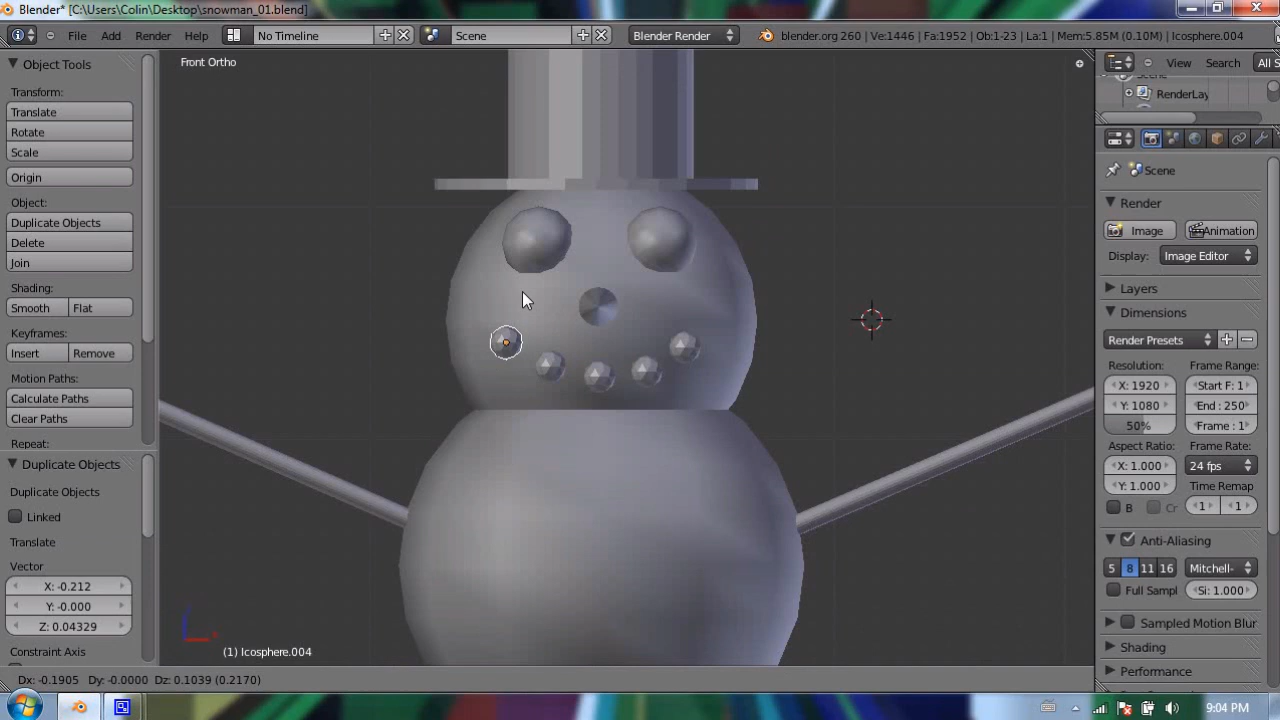 Blender* [C:\Users\Colin\Desktop\snowman_01.blend]
File Add Render Help No Timeline Scene Blender Render blender.org 260 | Ve:1446 | Fa:1952 | Ob:1-23 | La:1 | Mem:5.85M (0.10M) | Icosphere.004
Object Tools
Transform:
Translate
Rotate
Scale
Origin
Object:
Duplicate Objects
Delete
Join
Shading:
Smooth Flat
Keyframes:
Insert Remove
Motion Paths:
Calculate Paths
Clear Paths
Repeat:
Duplicate Objects
Duplicate Objects
Linked
Translate
Vector
X: -0.212
Y: -0.000
Z: 0.04329
Constraint Axis
Front Ortho
(1) Icosphere.004
Dx: -0.1905 Dy: -0.0000 Dz: 0.1039 (0.2170)
View Search All S
Scene
RenderLay
Scene
Render
Image Animation
Display: Image Editor
Layers
Dimensions
Render Presets
Resolution: Frame Range:
X: 1920 Start F: 1
Y: 1080 End : 250
50% Frame : 1
Aspect Ratio: Frame Rate:
X: 1.000 24 fps
Y: 1.000 Time Remap
B Cr 1 1
Anti-Aliasing
5 8 11 16 Mitchell-
Full Sampl Si: 1.000
Sampled Motion Blur
Shading
Performance
9:04 PM